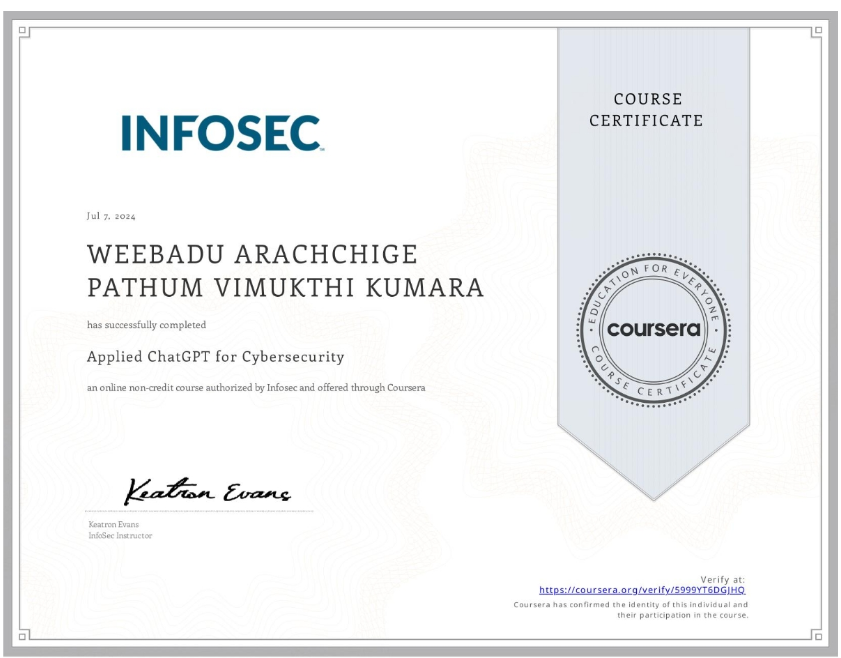 COURSE
CERTIFICATE
INFOSEC
Jul 7, 2024
WEEBADU ARACHCHIGE
PATHUM VIMUKTHI KUMARA
has successfully completed
Applied ChatGPT for Cybersecurity
an online non-credit course authorized by Infosec and offered through Coursera
EDUCATION FOR EVERYONE
coursera
COURSE CERTIFICATE
Keatron Evans
Keatron Evans
InfoSec Instructor
Verify at:
https://coursera.org/verify/5999YT6DGJHQ
Coursera has confirmed the identity of this individual and
their participation in the course.